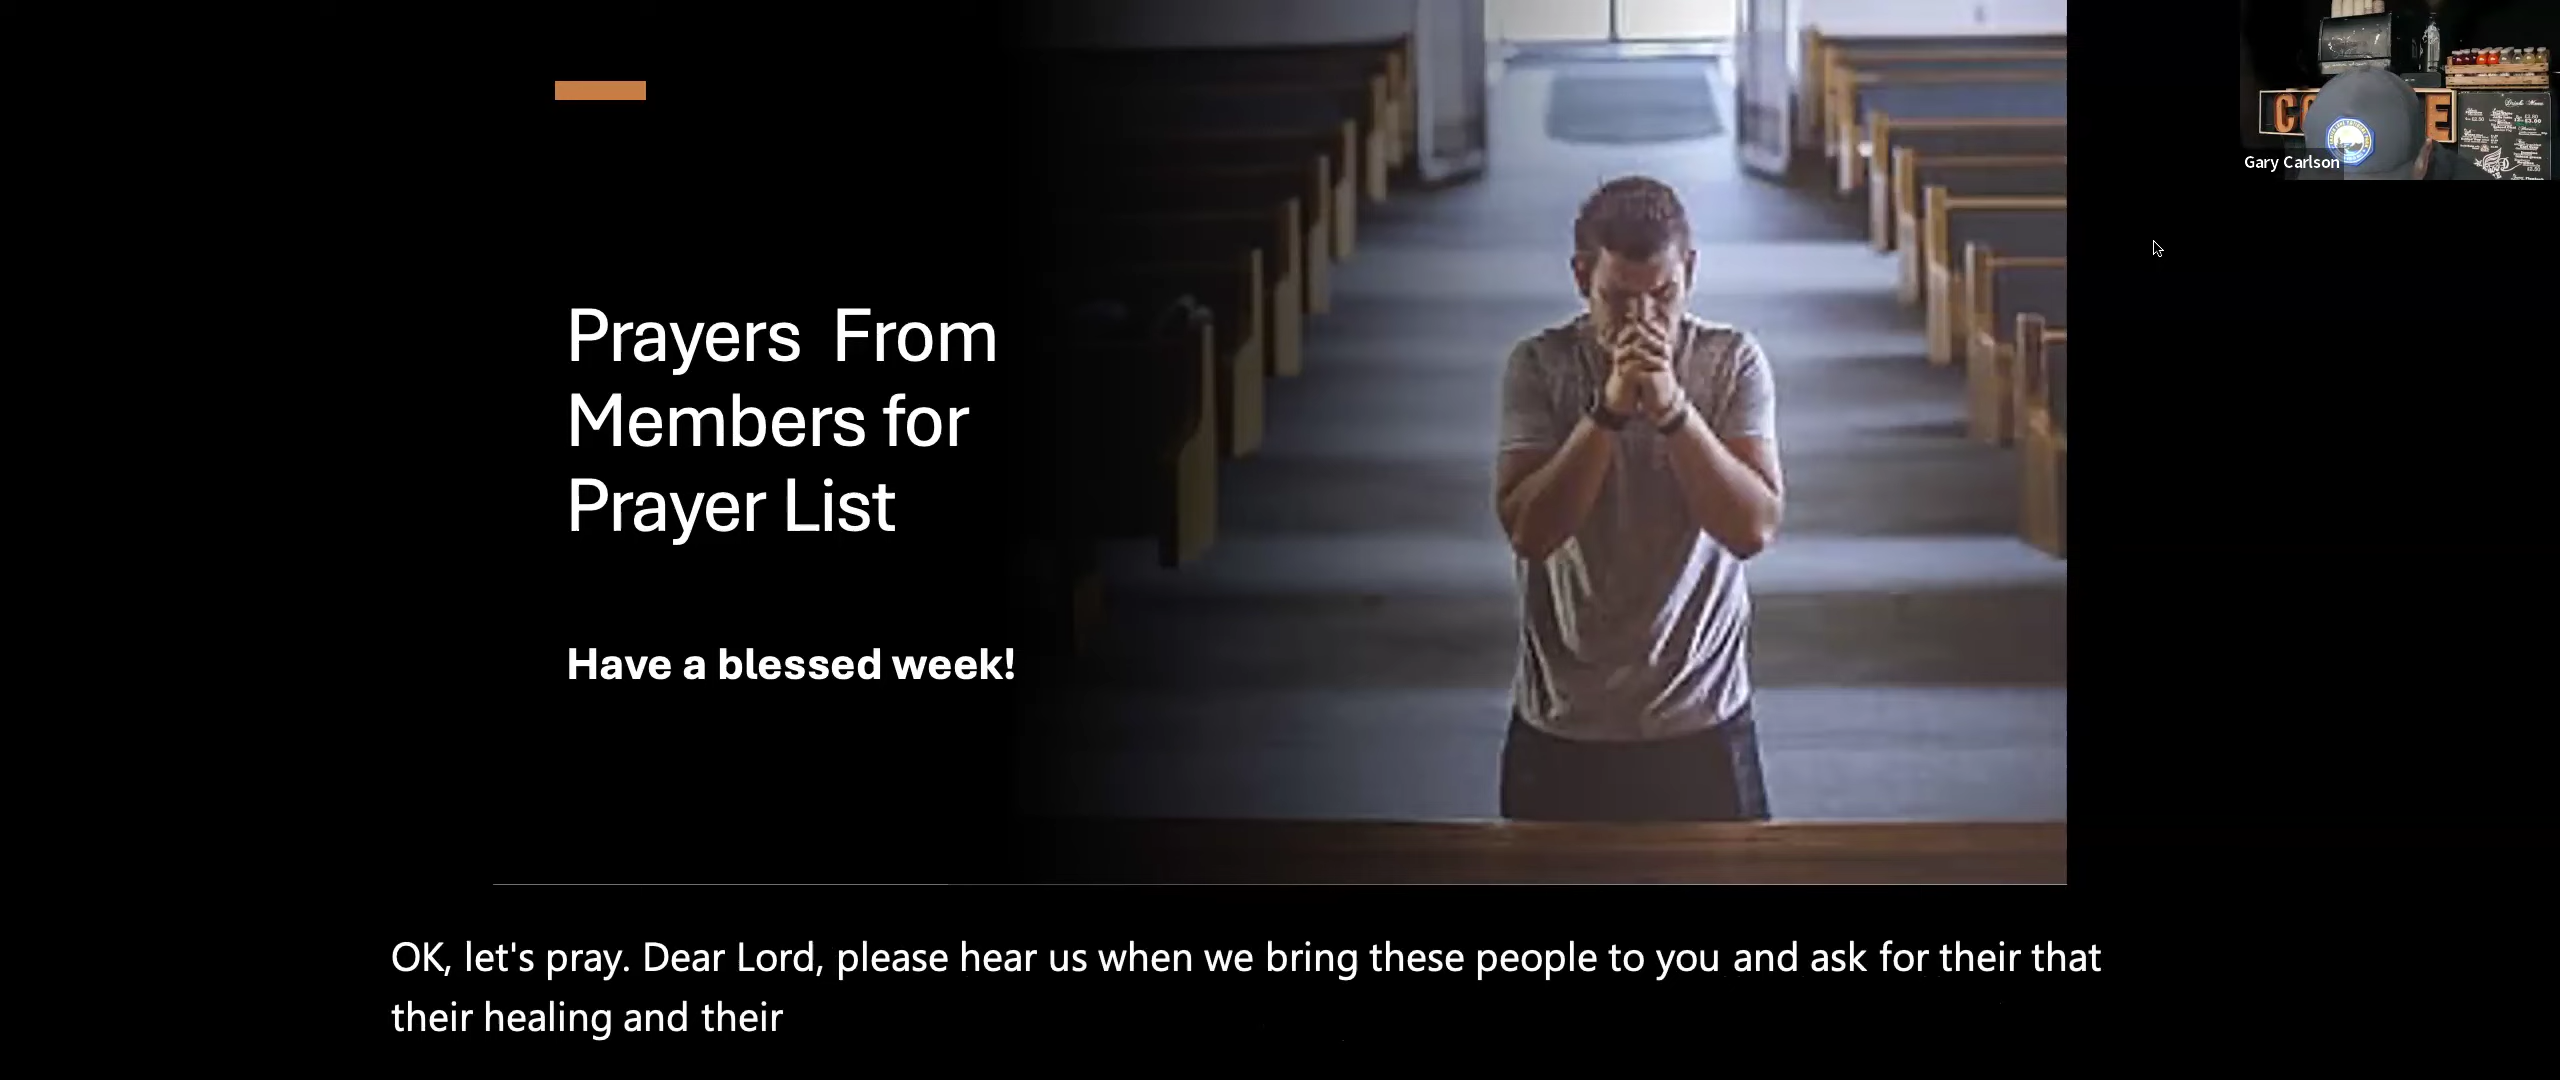 Prayers  From
Members for
Prayer List
Have a blessed week!
Gary Carlson
OK, let's pray. Dear Lord, please hear us when we bring these people to you and ask for their that
their healing and their